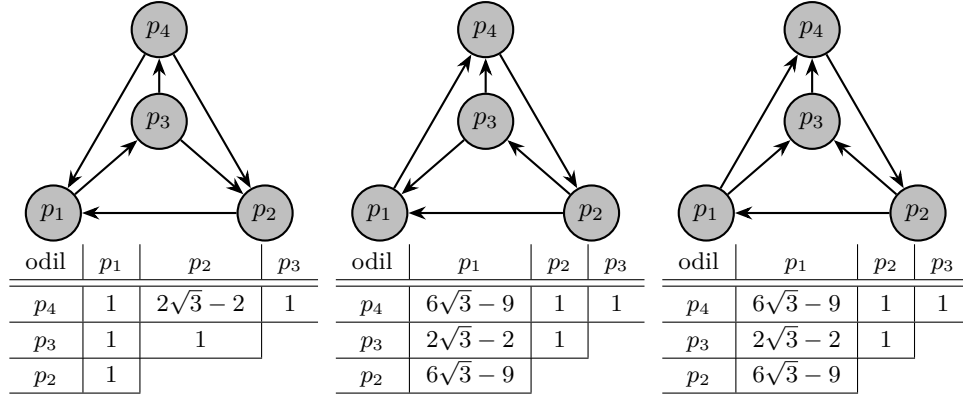 p₄ p₄ p₄
p₃ p₃ p₃
p₁ p₂ p₁ p₂ p₁ p₂
odil p₁ p₂ p₃ odil p₁ p₂ p₃ odil p₁ p₂ p₃
p₄ 1 2√3 − 2 1 p₄ 6√3 − 9 1 1 p₄ 6√3 − 9 1 1
p₃ 1 1 p₃ 2√3 − 2 1 p₃ 2√3 − 2 1
p₂ 1 p₂ 6√3 − 9 p₂ 6√3 − 9